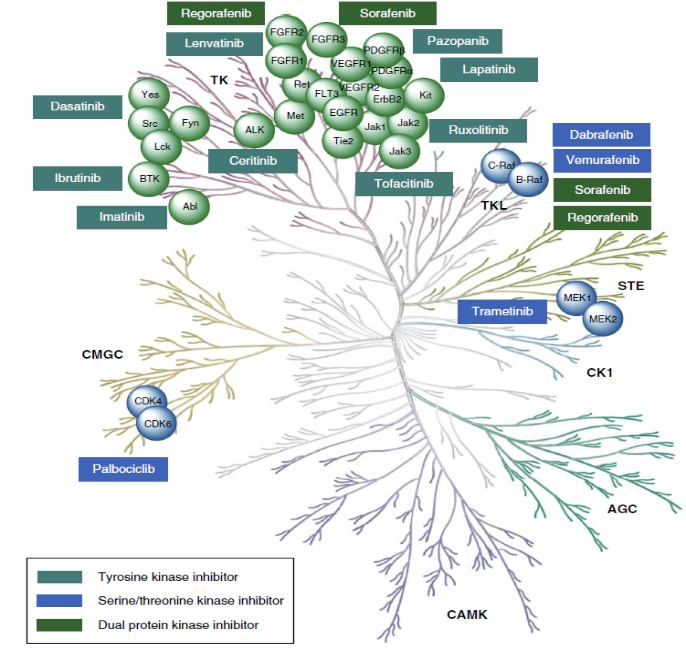 Regorafenib
Sorafenib
Lenvatinib
FGFR2
FGFR3
PDGFRβ
Pazopanib
FGFR1
VEGFR1
PDGFRα
Lapatinib
TK
Ret
FLT3
VEGFR2
ErbB2
Kit
Yes
Dasatinib
Src
Fyn
ALK
Met
EGFR
Jak1
Jak2
Ruxolitinib
Dabrafenib
Lck
Tie2
Jak3
Ceritinib
C-Raf
Vemurafenib
Ibrutinib
BTK
Tofacitinib
B-Raf
Sorafenib
Imatinib
Abl
TKL
Regorafenib
STE
MEK1
Trametinib
MEK2
CMGC
CK1
CDK4
CDK6
Palbociclib
AGC
CAMK
Tyrosine kinase inhibitor
Serine/threonine kinase inhibitor
Dual protein kinase inhibitor